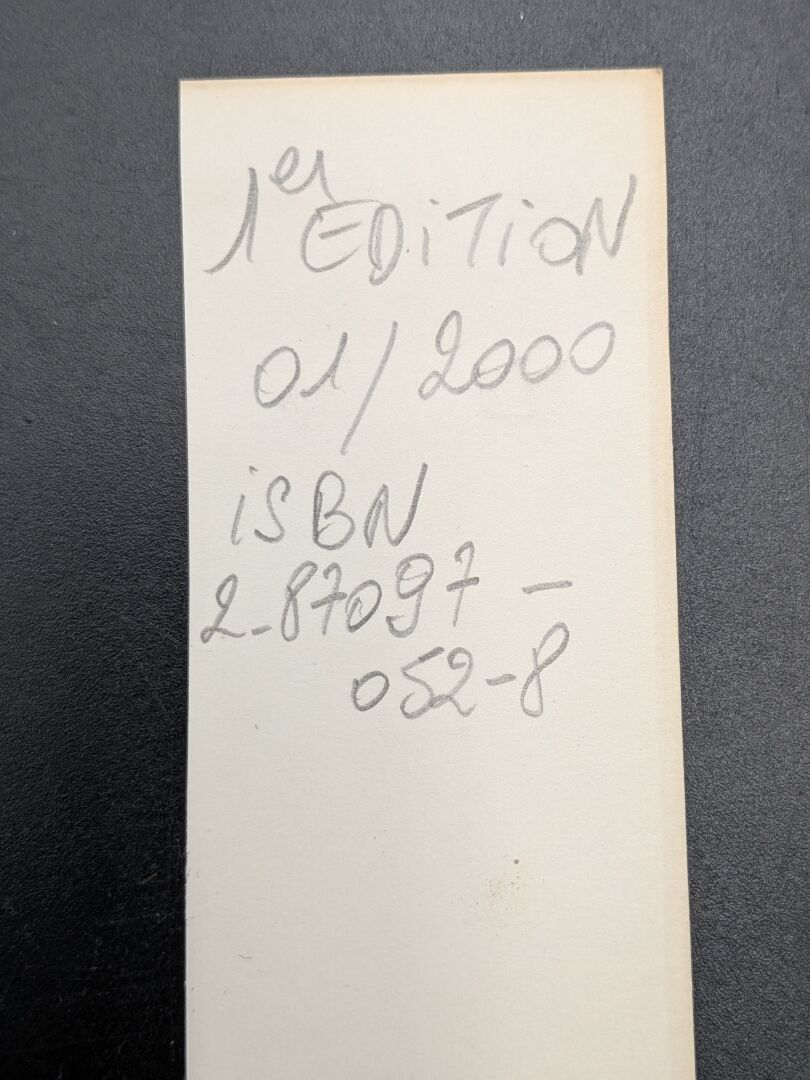 1er EDiTiON
01/2000
iSBN
2-87097-
052-8